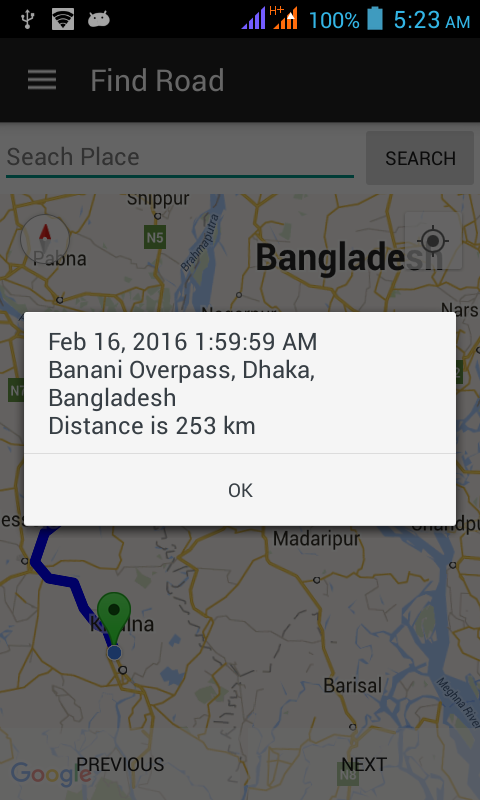 H+ 100% 5:23 AM
Find Road
Seach Place
SEARCH
Shippur
N5
Pabna
Brahmaputra
Bangladesh
Nars
Feb 16, 2016 1:59:59 AM
Banani Overpass, Dhaka,
Bangladesh
Distance is 253 km
OK
Madaripur
Khulna
Barisal
Meghna River
PREVIOUS
NEXT
Google
N8